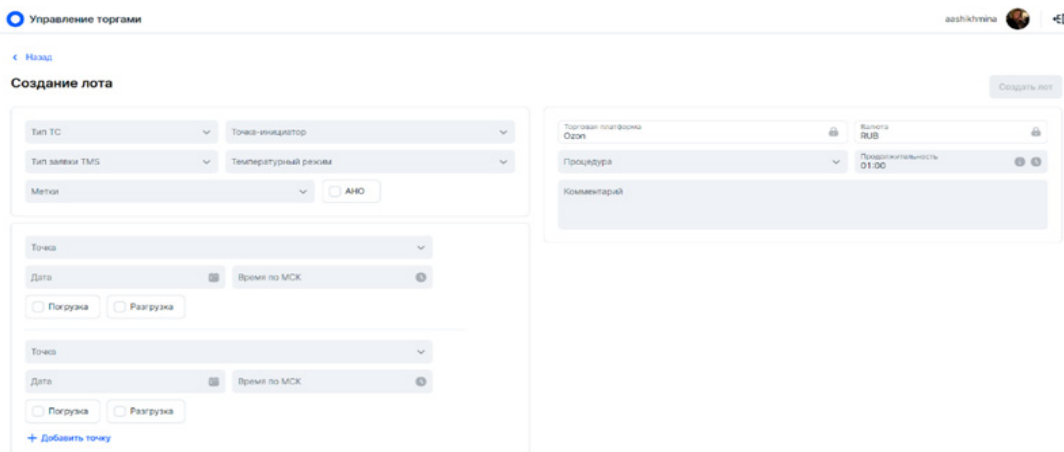 Управление торгами
aashikhmina
Назад
Создание лота
Создать лот
Тип ТС
Точка-инициатор
Тип заявки TMS
Температурный режим
Метки
АНО
Торговая платформа
Ozon
Валюта
RUB
Процедура
Продолжительность
01:00
Комментарий
Точка
Дата
Время по МСК
Погрузка
Разгрузка
Точка
Дата
Время по МСК
Погрузка
Разгрузка
+ Добавить точку